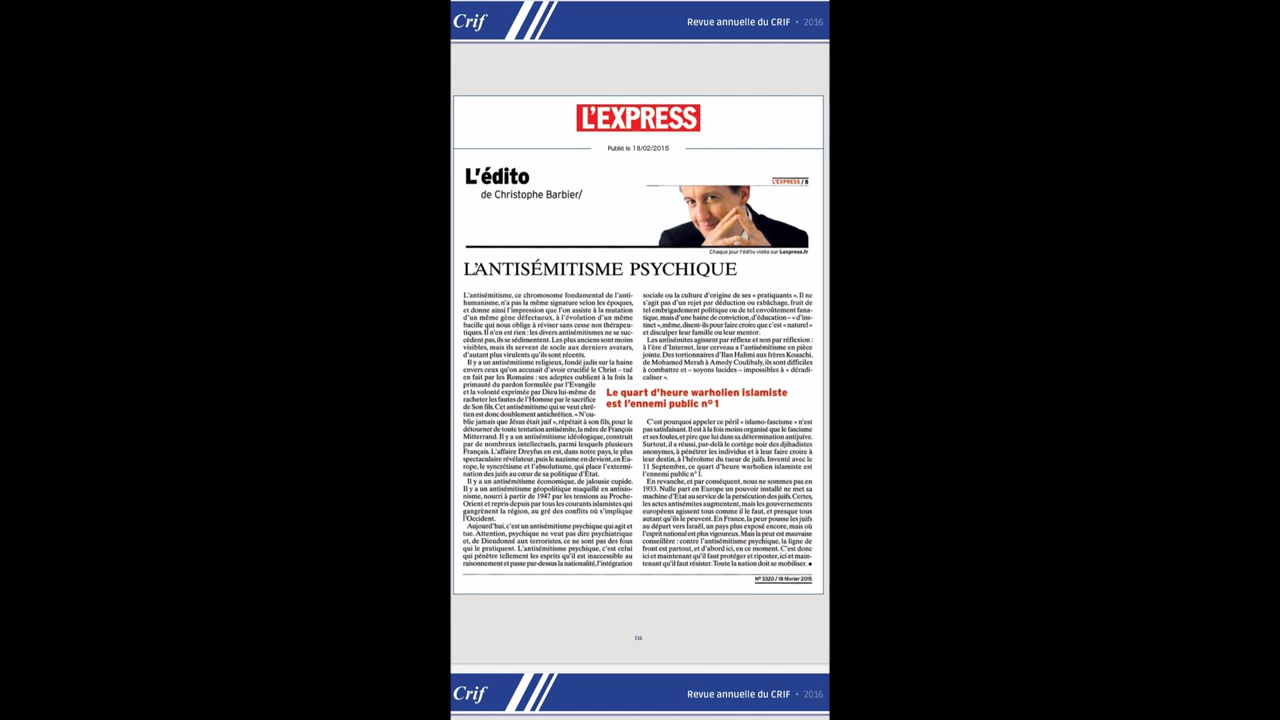 Crif
Revue annuelle du CRIF • 2016
L'EXPRESS
Publié le 18/02/2015
L'édito
de Christophe Barbier/
L'EXPRESS / 5
Chaque jour l'édito vidéo sur Lexpress.fr
L'ANTISÉMITISME PSYCHIQUE
L'antisémitisme, ce chromosome fondamental de l'anti-
humanisme, n'a pas la même signature selon les époques,
et donne ainsi l'impression que l'on assiste à la mutation
d'un même gène défectueux, à l'évolution d'un même
bacille qui nous oblige à réviser sans cesse nos thérapeu-
tiques. Il n'en est rien : les divers antisémitismes ne se suc-
cèdent pas, ils se sédimentent. Les plus anciens sont moins
visibles, mais ils servent de socle aux derniers avatars,
d'autant plus virulents qu'ils sont récents.
Il y a un antisémitisme religieux, fondé jadis sur la haine
envers ceux qu'on accusait d'avoir crucifié le Christ – tué
en fait par les Romains : ses adeptes oublient à la fois la
primauté du pardon formulée par l'Evangile
et la volonté exprimée par Dieu lui-même de
racheter les fautes de l'Homme par le sacrifice
de Son fils. Cet antisémitisme qui se veut chré-
tien est donc doublement antichrétien. « N'ou-
blie jamais que Jésus était juif », répétait à son fils, pour le
détourner de toute tentation antisémite, la mère de François
Mitterrand. Il y a un antisémitisme idéologique, construit
par de nombreux intellectuels, parmi lesquels plusieurs
Français. L'affaire Dreyfus en est, dans notre pays, le plus
spectaculaire révélateur, puis le nazisme en devient, en Eu-
rope, le syncrétisme et l'absolutisme, qui place l'extermi-
nation des juifs au cœur de sa politique d'Etat.
Il y a un antisémitisme économique, de jalousie cupide.
Il y a un antisémitisme géopolitique maquillé en antisio-
nisme, nourri à partir de 1947 par les tensions au Proche-
Orient et repris depuis par tous les courants islamistes qui
gangrènent la région, au gré des conflits où s'implique
l'Occident.
Aujourd'hui, c'est un antisémitisme psychique qui agit et
tue. Attention, psychique ne veut pas dire psychiatrique
et, de Dieudonné aux terroristes, ce ne sont pas des fous
qui le pratiquent. L'antisémitisme psychique, c'est celui
qui pénètre tellement les esprits qu'il est inaccessible au
raisonnement et passe par-dessus la nationalité, l'intégration
sociale ou la culture d'origine de ses « pratiquants ». Il ne
s'agit pas d'un rejet par déduction ou rabâchage, fruit de
tel embrigadement politique ou de tel envoûtement fana-
tique, mais d'une haine de conviction, d'éducation – « d'ins-
tinct », même, disent-ils pour faire croire que c'est « naturel »
et disculper leur famille ou leur mentor.
Les antisémites agissent par réflexe et non par réflexion :
à l'ère d'Internet, leur cerveau a l'antisémitisme en pièce
jointe. Des tortionnaires d'Ilan Halimi aux frères Kouachi,
de Mohamed Merah à Amedy Coulibaly, ils sont difficiles
à combattre et – soyons lucides – impossibles à « déradi-
caliser ».
Le quart d'heure warholien islamiste
est l'ennemi public n° 1
C'est pourquoi appeler ce péril « islamo-fascisme » n'est
pas satisfaisant. Il est à la fois moins organisé que le fascisme
et ses foules, et pire que lui dans sa détermination antijuive.
Surtout, il a réussi, par-delà le cortège noir des djihadistes
anonymes, à pénétrer les individus et à leur faire croire à
leur destin, à l'héroïsme du tueur de juifs. Inventé avec le
11 Septembre, ce quart d'heure warholien islamiste est
l'ennemi public n° 1.
En revanche, et par conséquent, nous ne sommes pas en
1933. Nulle part en Europe un pouvoir installé ne met sa
machine d'Etat au service de la persécution des juifs. Certes,
les actes antisémites augmentent, mais les gouvernements
européens agissent tous comme il le faut, et presque tous
autant qu'ils le peuvent. En France, la peur pousse les juifs
au départ vers Israël, un pays plus exposé encore, mais où
l'esprit national est plus vigoureux. Mais la peur est mauvaise
conseillère : contre l'antisémitisme psychique, la ligne de
front est partout, et d'abord ici, en ce moment. C'est donc
ici et maintenant qu'il faut protéger et riposter, ici et main-
tenant qu'il faut résister. Toute la nation doit se mobiliser. ●
N° 3320 / 18 février 2015
116
Crif
Revue annuelle du CRIF • 2016